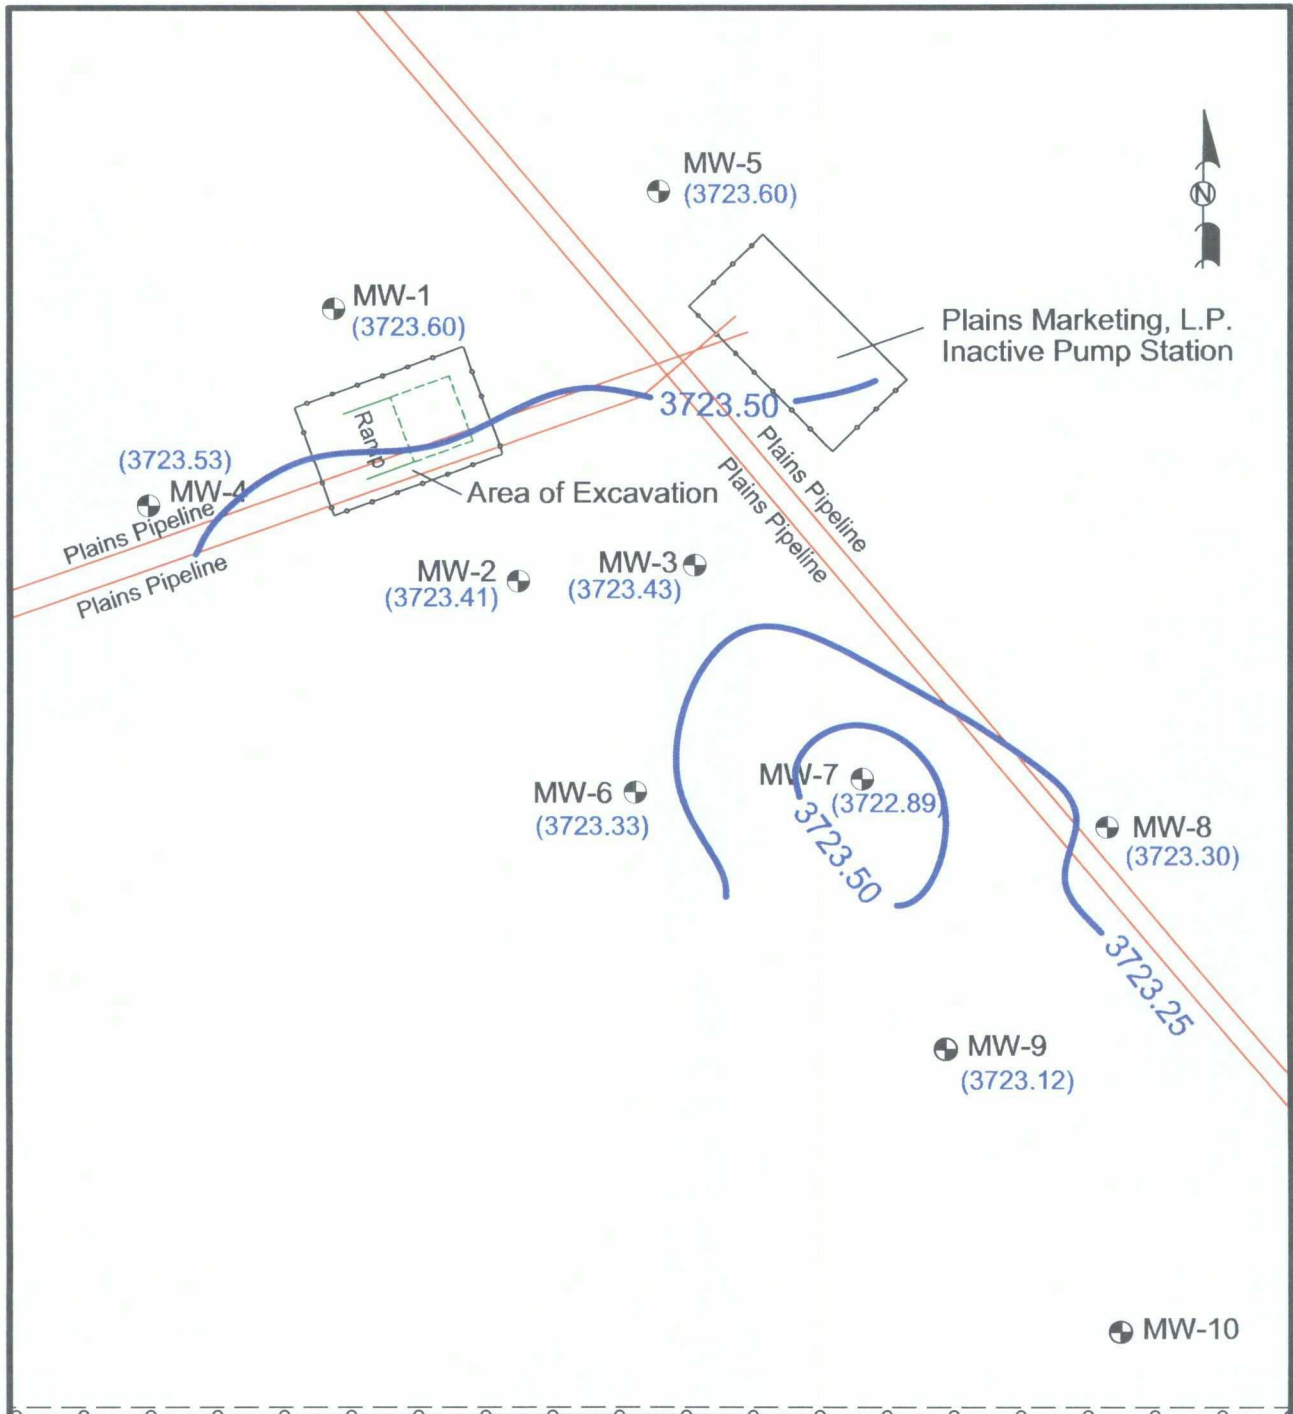 MW-5
(3723.60)
N
MW-1
(3723.60)
Plains Marketing, L.P.
Inactive Pump Station
3723.50
Ramp
(3723.53)
MW-4
Area of Excavation
Plains Pipeline
Plains Pipeline
Plains Pipeline
Plains Pipeline
MW-2
(3723.41)
MW-3
(3723.43)
MW-7
(3722.89)
MW-6
(3723.33)
3723.50
MW-8
(3723.30)
3723.25
MW-9
(3723.12)
MW-10